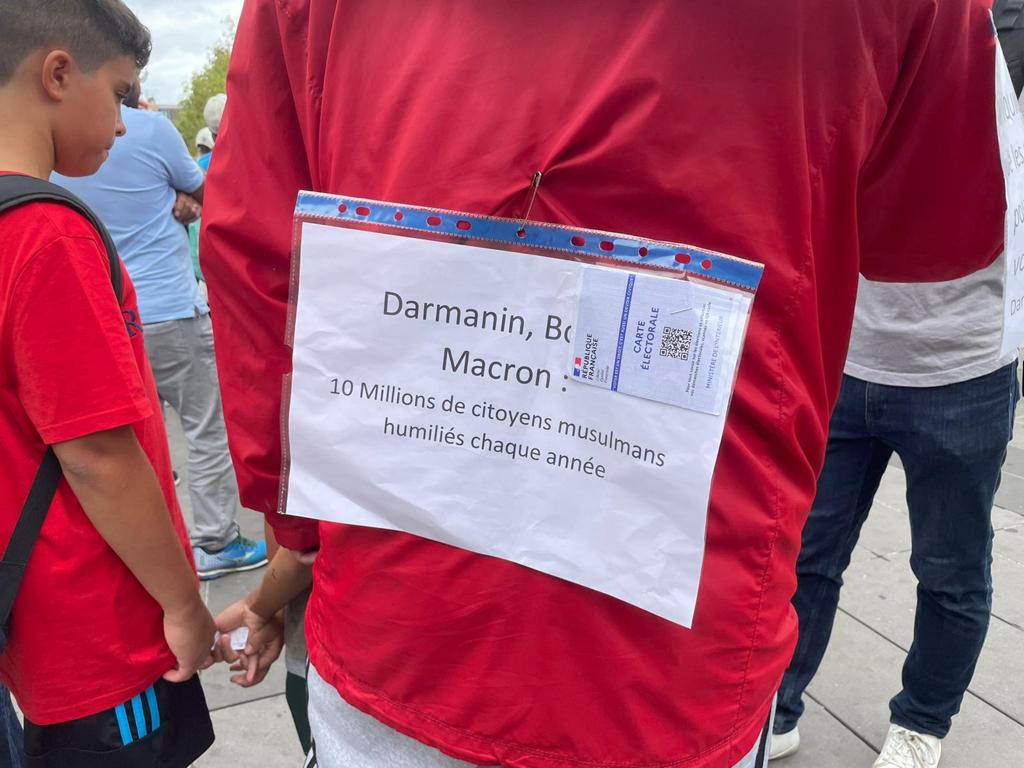 Darmanin, Bo
Macron :
10 Millions de citoyens musulmans
humiliés chaque année
RÉPUBLIQUE
FRANÇAISE
CARTE
ÉLECTORALE
MINISTÈRE DE L'INTÉRIEUR